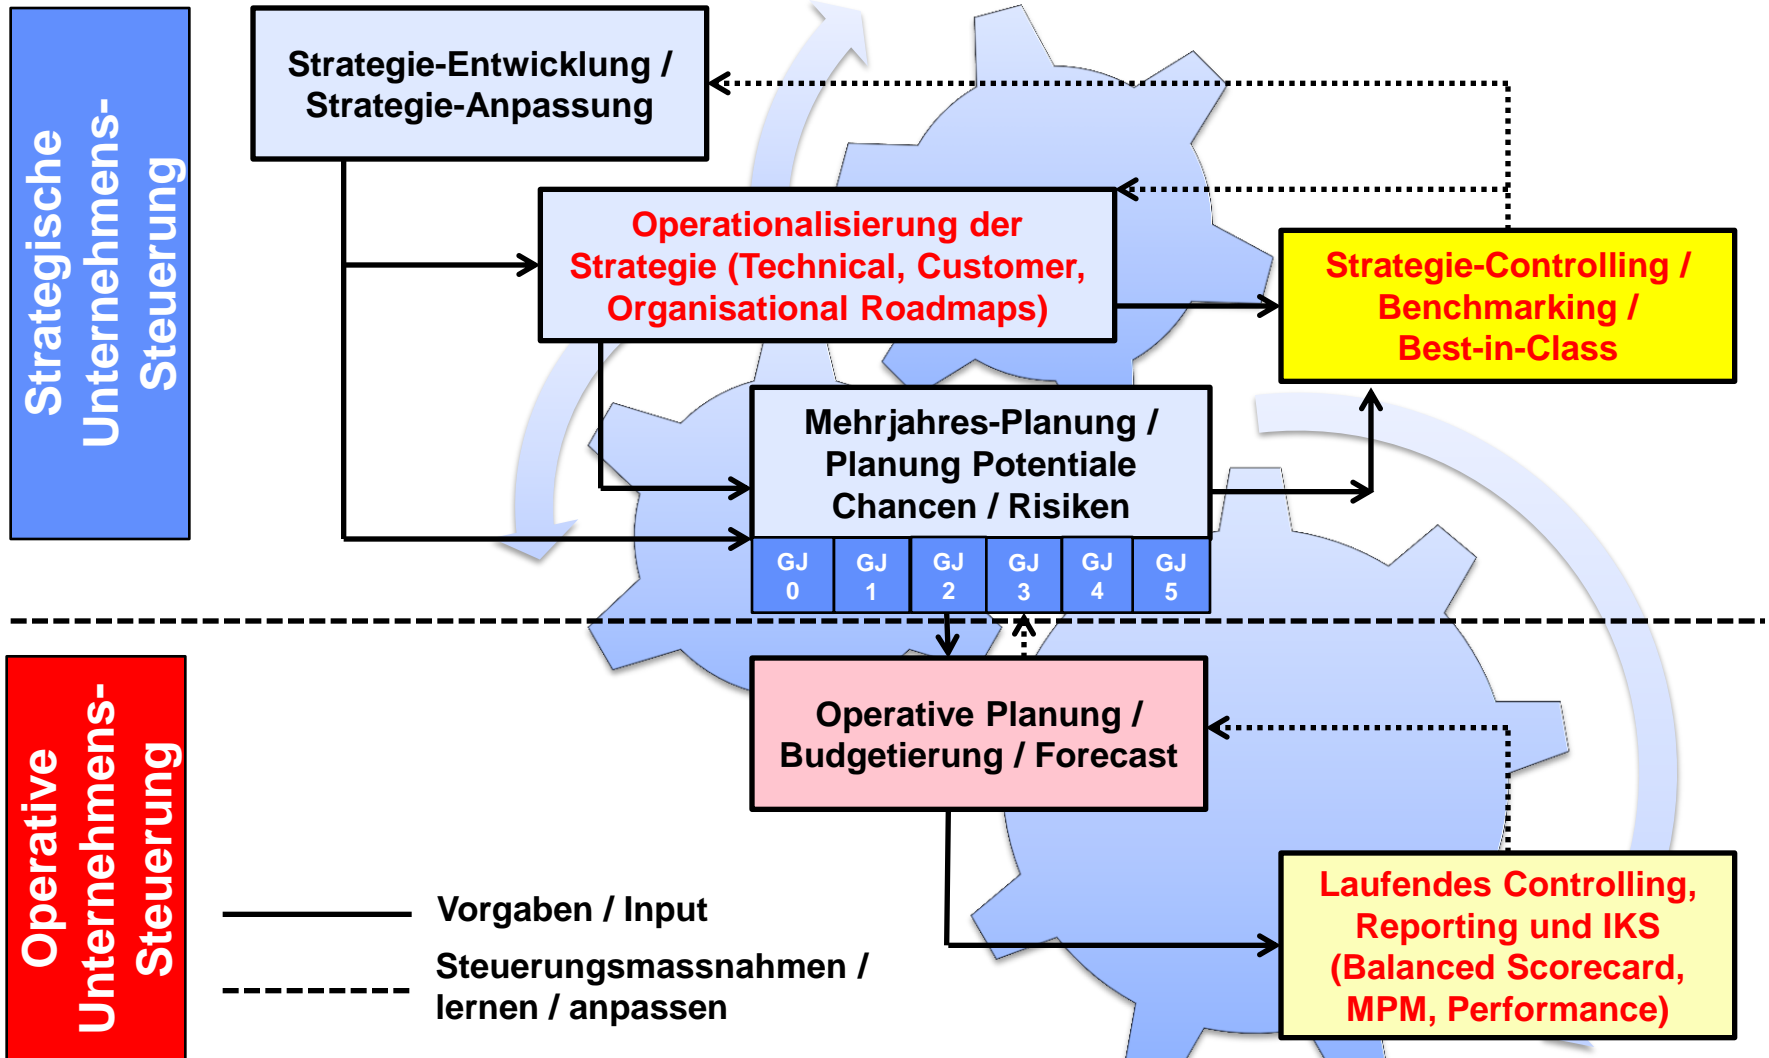 Strategische
Unternehmens-
Steuerung
Strategie-Entwicklung /
Strategie-Anpassung
Operationalisierung der
Strategie (Technical, Customer,
Organisational Roadmaps)
Strategie-Controlling /
Benchmarking /
Best-in-Class
Mehrjahres-Planung /
Planung Potentiale
Chancen / Risiken
GJ
0
GJ
1
GJ
2
GJ
3
GJ
4
GJ
5
Operative
Unternehmens-
Steuerung
Operative Planung /
Budgetierung / Forecast
Laufendes Controlling,
Reporting und IKS
(Balanced Scorecard,
MPM, Performance)
Vorgaben / Input
Steuerungsmassnahmen /
lernen / anpassen